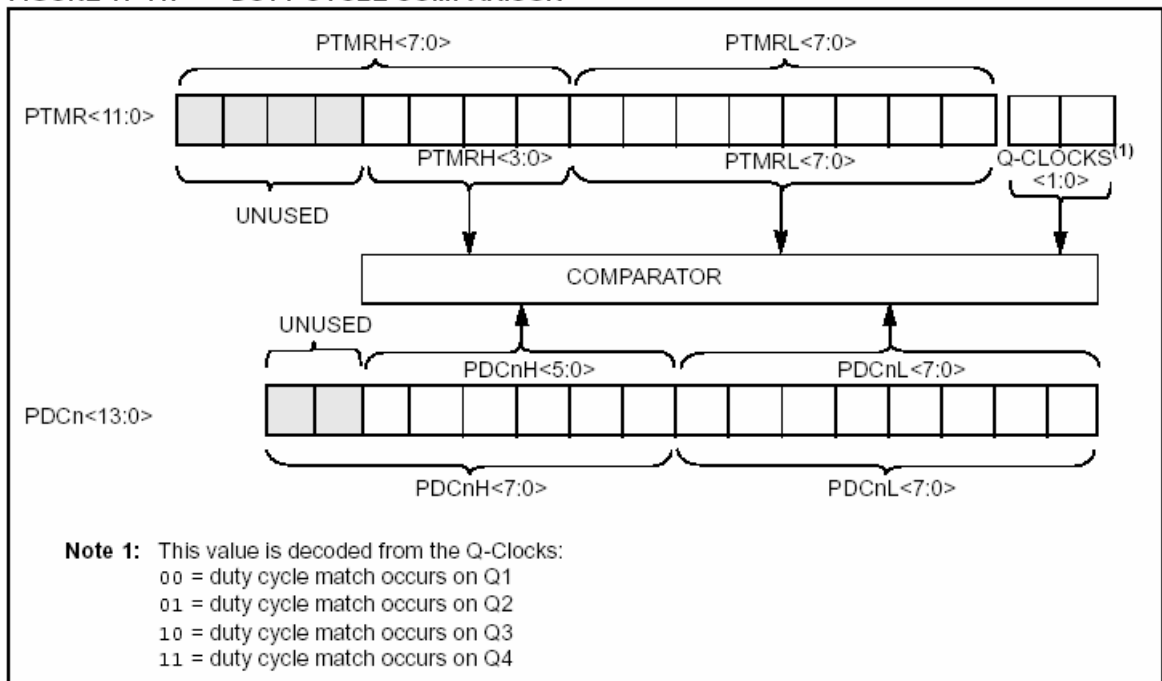 PTMRH<7:0> PTMRL<7:0>
PTMR<11:0>
PTMRH<3:0> PTMRL<7:0> Q-CLOCKS(1)
<1:0>
UNUSED
COMPARATOR
UNUSED
PDCnH<5:0> PDCnL<7:0>
PDCn<13:0>
PDCnH<7:0> PDCnL<7:0>
Note 1: This value is decoded from the Q-Clocks:
00 = duty cycle match occurs on Q1
01 = duty cycle match occurs on Q2
10 = duty cycle match occurs on Q3
11 = duty cycle match occurs on Q4